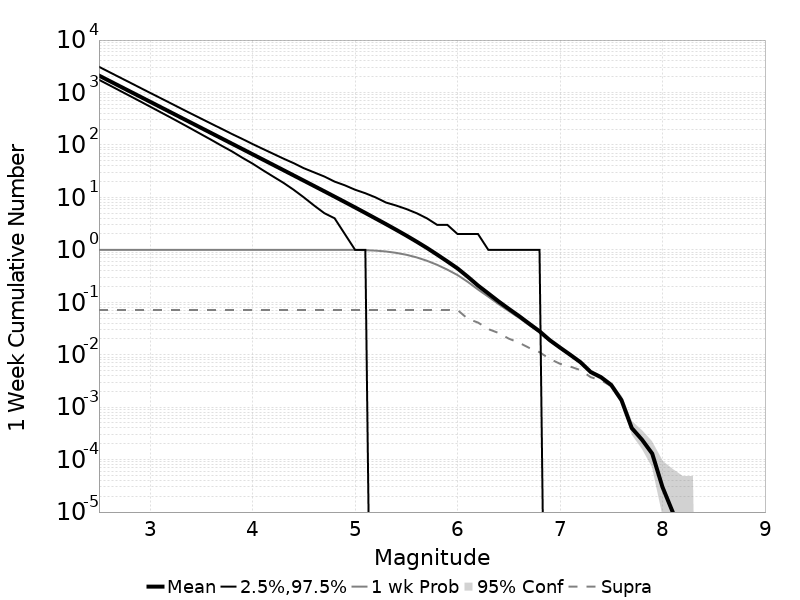 10^4
10^3
10^2
10^1
10^0
10^-1
10^-2
10^-3
10^-4
10^-5
1 Week Cumulative Number
3 4 5 6 7 8 9
Magnitude
Mean 2.5%,97.5% 1 wk Prob 95% Conf Supra